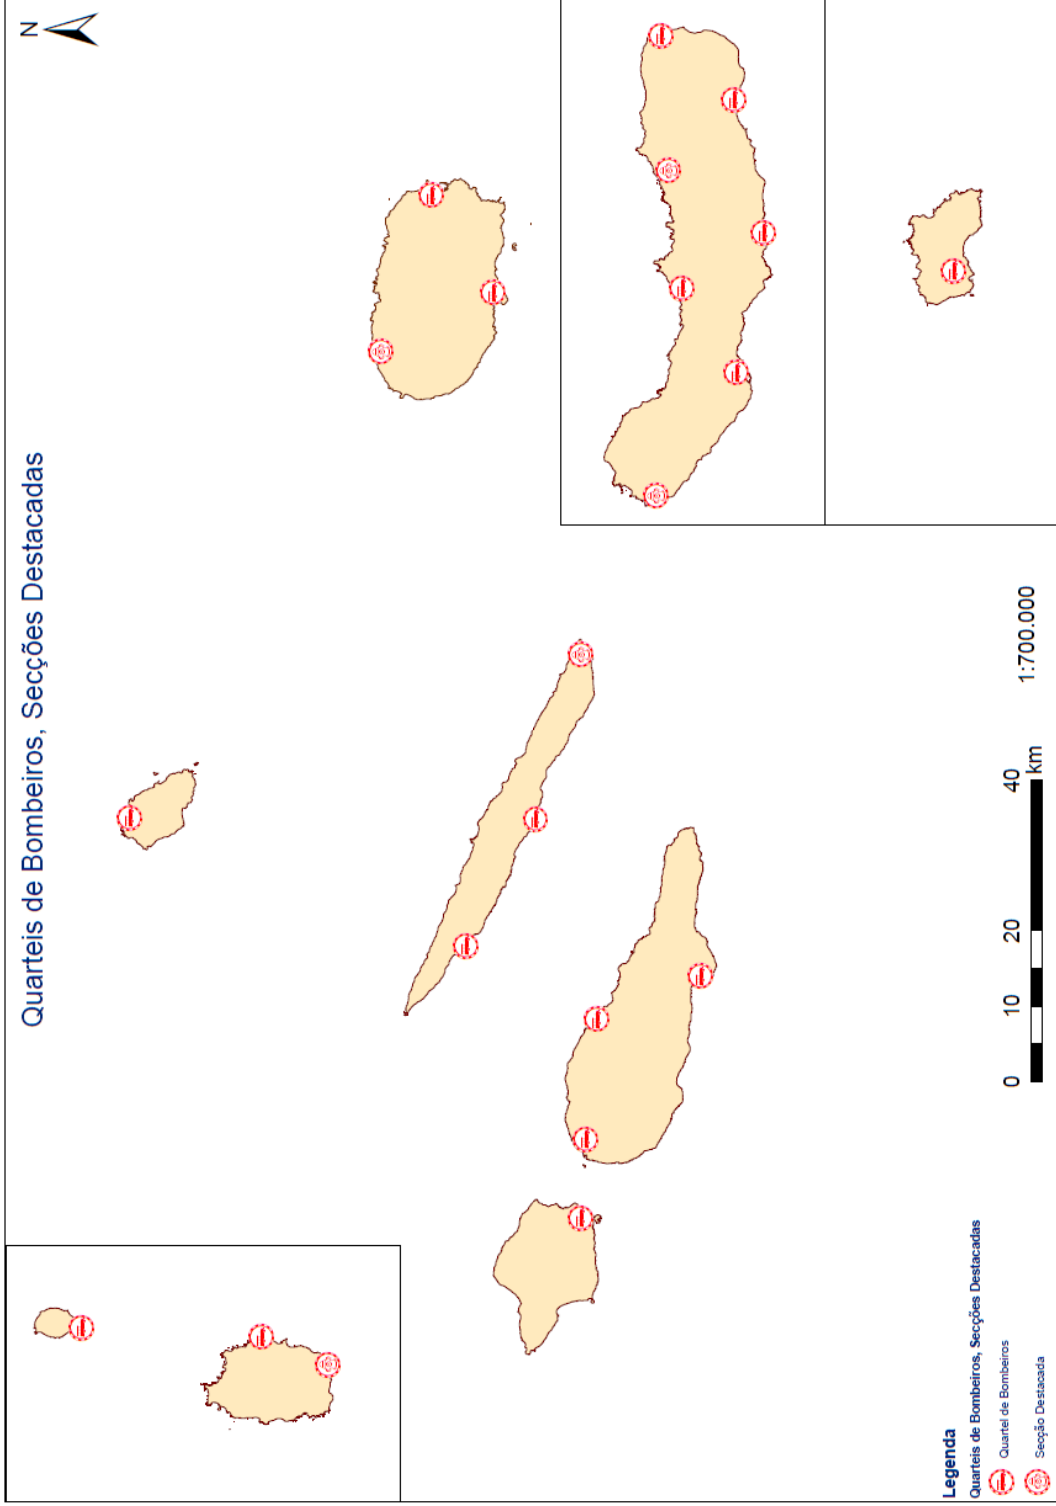 Quarteis de Bombeiros, Secções Destacadas
N
Legenda
Quarteis de Bombeiros, Secções Destacadas
Quartel de Bombeiros
Secção Destacada
0 10 20 40
km
1:700.000